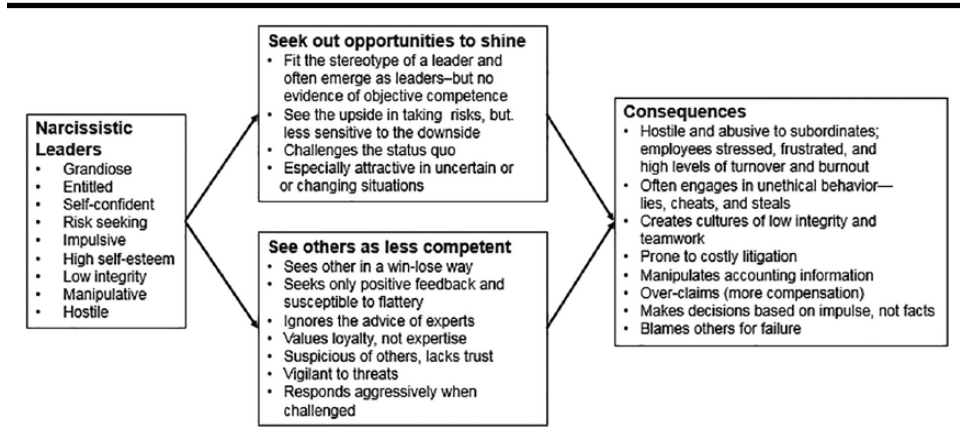 Narcissistic
Leaders
• Grandiose
• Entitled
• Self-confident
• Risk seeking
• Impulsive
• High self-esteem
• Low integrity
• Manipulative
• Hostile
Seek out opportunities to shine
• Fit the stereotype of a leader and
often emerge as leaders–but no
evidence of objective competence
• See the upside in taking risks, but.
less sensitive to the downside
• Challenges the status quo
• Especially attractive in uncertain or
or changing situations
See others as less competent
• Sees other in a win-lose way
• Seeks only positive feedback and
susceptible to flattery
• Ignores the advice of experts
• Values loyalty, not expertise
• Suspicious of others, lacks trust
• Vigilant to threats
• Responds aggressively when
challenged
Consequences
• Hostile and abusive to subordinates;
employees stressed, frustrated, and
high levels of turnover and burnout
• Often engages in unethical behavior—
lies, cheats, and steals
• Creates cultures of low integrity and
teamwork
• Prone to costly litigation
• Manipulates accounting information
• Over-claims (more compensation)
• Makes decisions based on impulse, not facts
• Blames others for failure